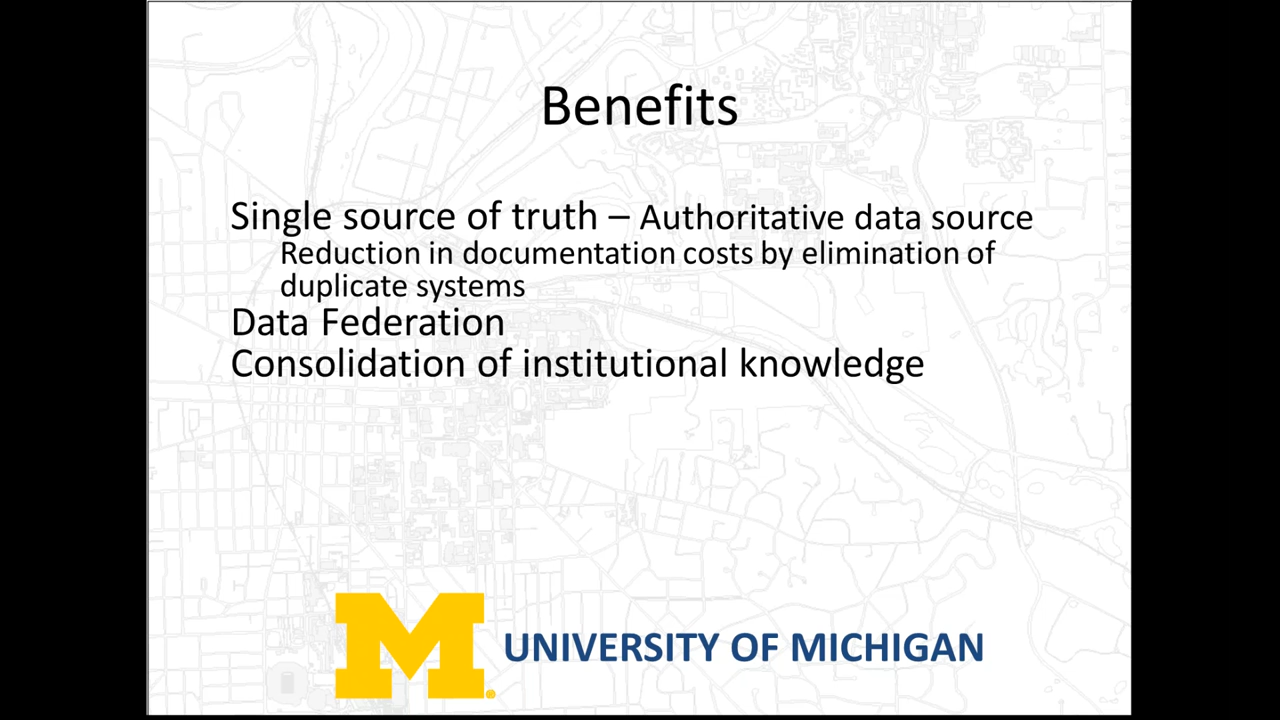 Benefits
Single source of truth – Authoritative data source
Reduction in documentation costs by elimination of
duplicate systems
Data Federation
Consolidation of institutional knowledge
M®
UNIVERSITY OF MICHIGAN